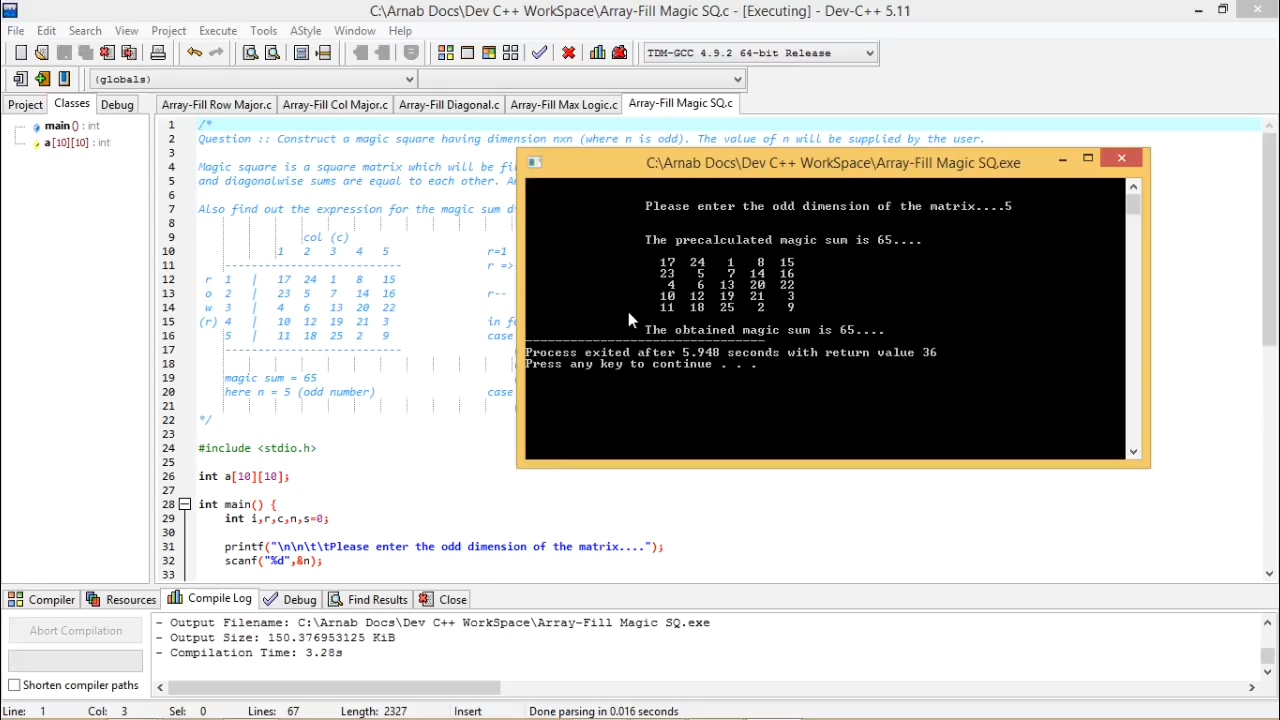 C:\Arnab Docs\Dev C++ WorkSpace\Array-Fill Magic SQ.c - [Executing] - Dev-C++ 5.11
File Edit Search View Project Execute Tools AStyle Window Help
TDM-GCC 4.9.2 64-bit Release
(globals)
Project Classes Debug
Array-Fill Row Major.c Array-Fill Col Major.c Array-Fill Diagonal.c Array-Fill Max Logic.c Array-Fill Magic SQ.c
main () : int
a [10][10] : int
1 /*
2 Question :: Construct a magic square having dimension nxn (where n is odd). The value of n will be supplied by the user.
3
4 Magic square is a square matrix which will be fi
5 and diagonalwise sums are equal to each other. A
6
7 Also find out the expression for the magic sum d
8
9 col (c)
10 1 2 3 4 5 r=1
11 ------------------------- r =>
12 r 1 | 17 24 1 8 15
13 o 2 | 23 5 7 14 16 r--
14 w 3 | 4 6 13 20 22
15 (r) 4 | 10 12 19 21 3 in f
16 5 | 11 18 25 2 9 case
17 -------------------------
18
19 magic sum = 65
20 here n = 5 (odd number) case
21
22 */
23
24 #include <stdio.h>
25
26 int a[10][10];
27
28 int main() {
29 int i,r,c,n,s=0;
30
31 printf("\n\n\t\tPlease enter the odd dimension of the matrix....");
32 scanf("%d",&n);
33
C:\Arnab Docs\Dev C++ WorkSpace\Array-Fill Magic SQ.exe
Please enter the odd dimension of the matrix....5
The precalculated magic sum is 65....
17 24 1 8 15
23 5 7 14 16
4 6 13 20 22
10 12 19 21 3
11 18 25 2 9
The obtained magic sum is 65....
--------------------------------
Process exited after 5.948 seconds with return value 36
Press any key to continue . . .
Compiler Resources Compile Log Debug Find Results Close
Abort Compilation
Shorten compiler paths
- Output Filename: C:\Arnab Docs\Dev C++ WorkSpace\Array-Fill Magic SQ.exe
- Output Size: 150.376953125 KiB
- Compilation Time: 3.28s
Line: 1 Col: 3 Sel: 0 Lines: 67 Length: 2327 Insert Done parsing in 0.016 seconds